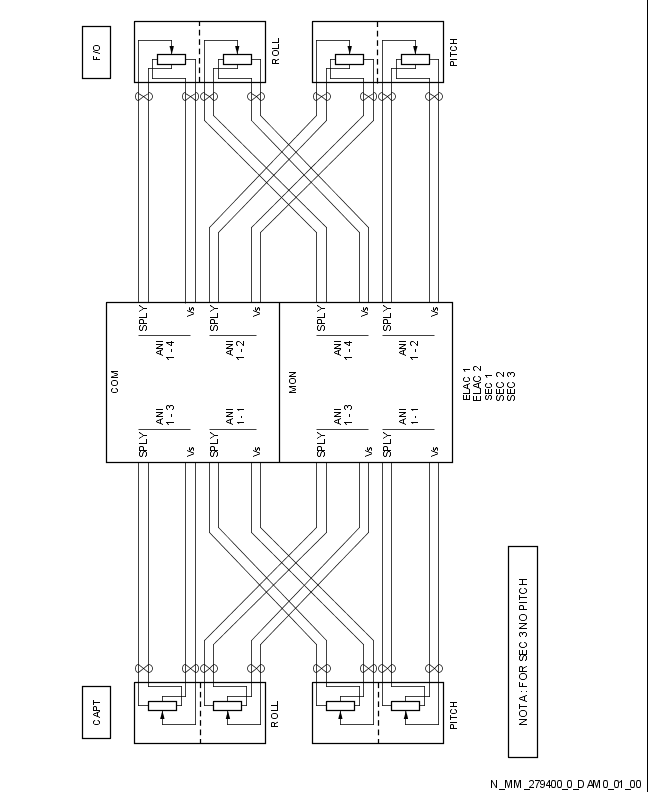 F/O
ROLL
PITCH
SPLY
Vs
SPLY
Vs
SPLY
Vs
SPLY
Vs
ANI
1 - 4
ANI
1 - 2
ANI
1 - 4
ANI
1 - 2
COM
MON
ELAC 1
ELAC 2
SEC 1
SEC 2
SEC 3
ANI
1 - 3
ANI
1 - 1
ANI
1 - 3
ANI
1 - 1
SPLY
Vs
SPLY
Vs
SPLY
Vs
SPLY
Vs
CAPT
ROLL
PITCH
NOTA : FOR SEC 3 NO PITCH
N_MM_279400_0_DAM0_01_00